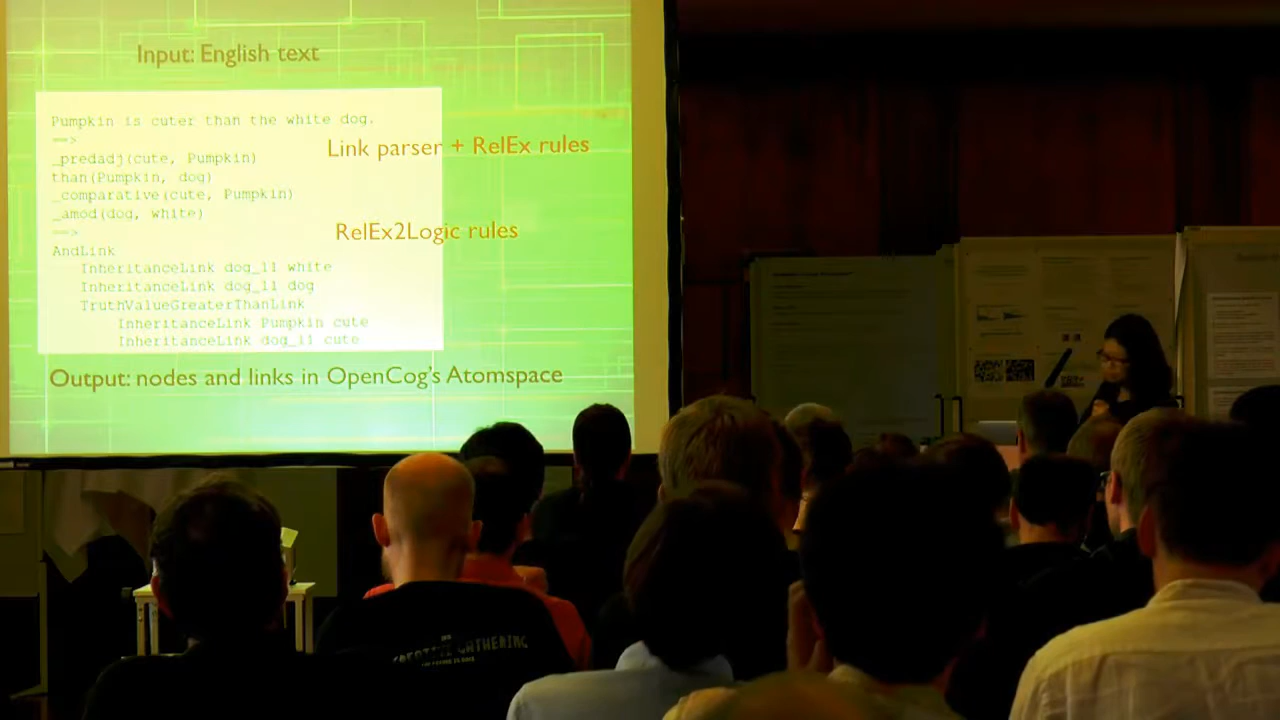 Input: English text
Pumpkin is cuter than the white dog.
==>
_predadj(cute, Pumpkin)
than(Pumpkin, dog)
_comparative(cute, Pumpkin)
_amod(dog, white)
==>
AndLink
InheritanceLink dog_11 white
InheritanceLink dog_11 dog
TruthValueGreaterThanLink
InheritanceLink Pumpkin cute
InheritanceLink dog_11 cute
Link parser + RelEx rules
RelEx2Logic rules
Output: nodes and links in OpenCog's Atomspace
CREATIVE GATHERING